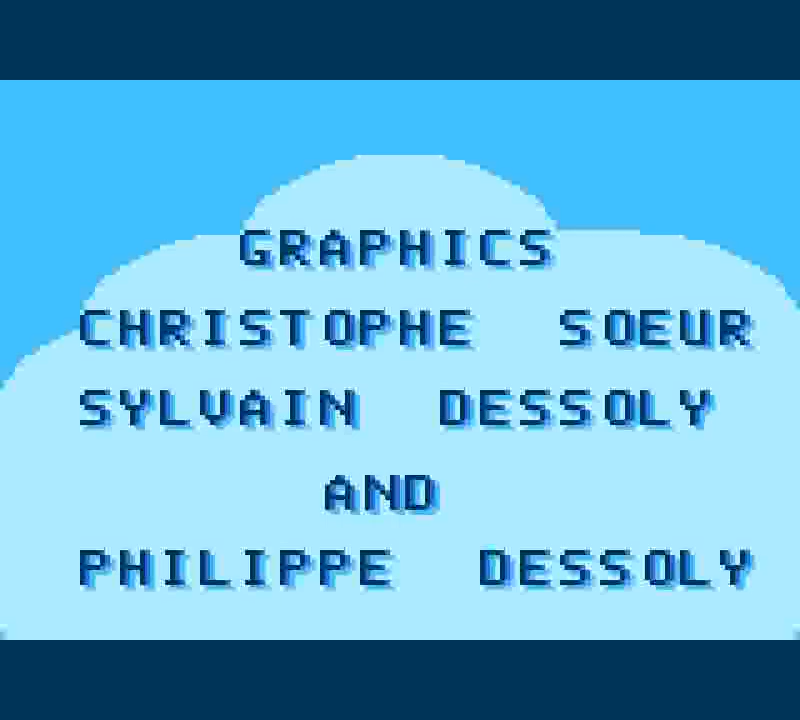 GRAPHICS
CHRISTOPHE SOEUR
SYLVAIN DESSOLY
AND
PHILIPPE DESSOLY